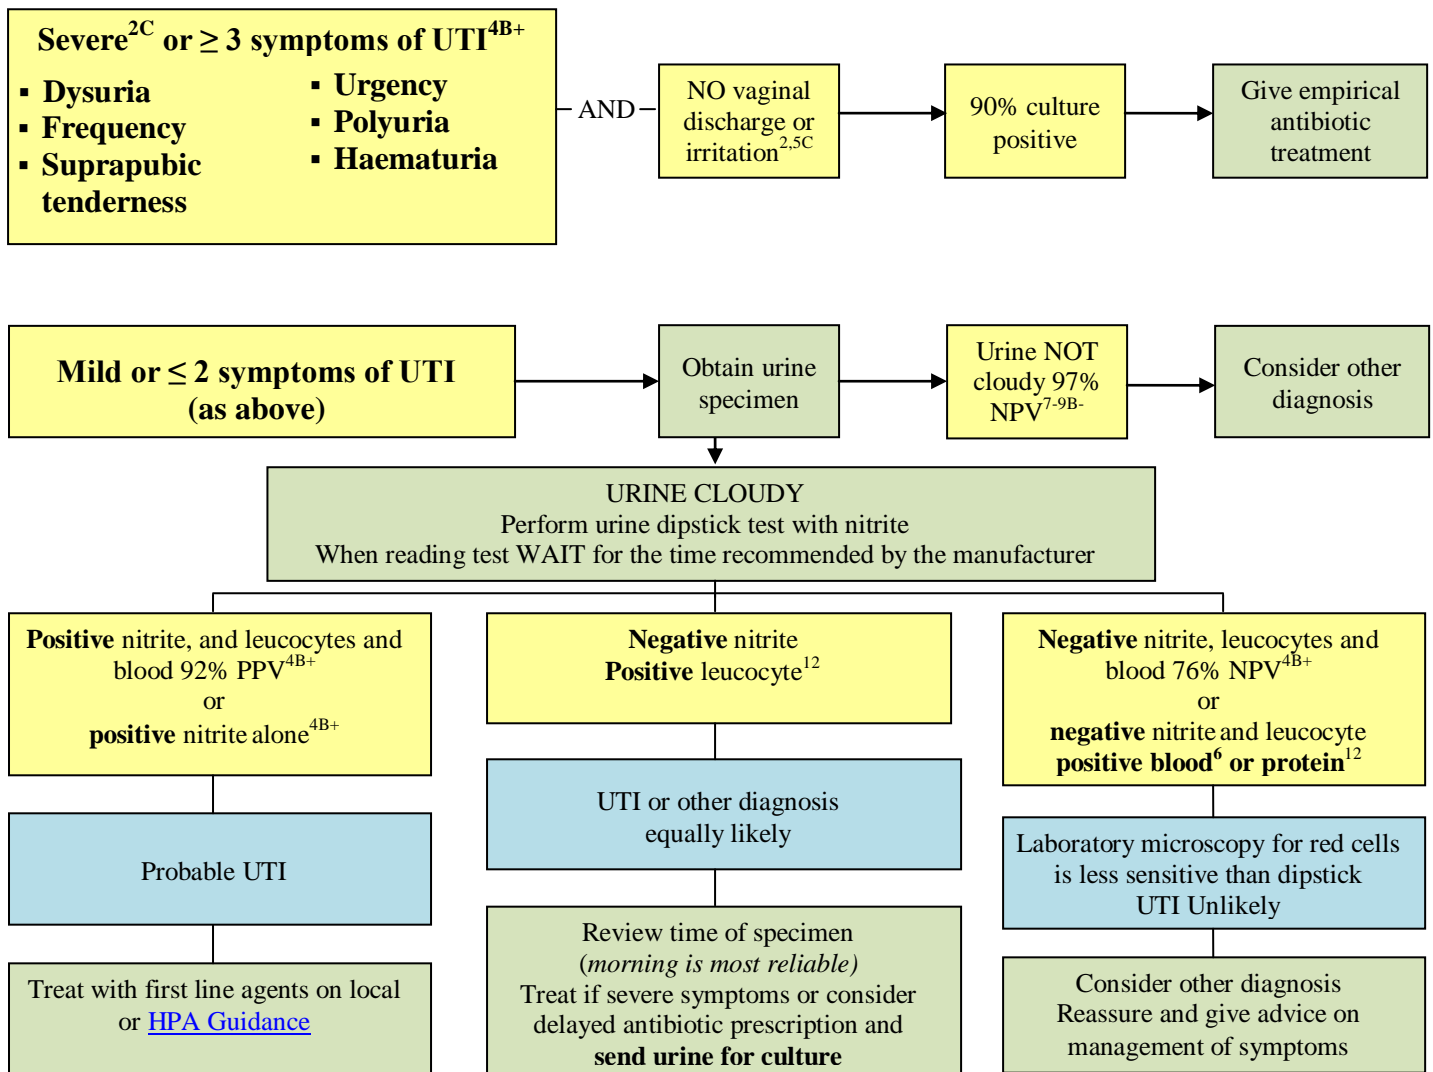 Severe2C or ≥ 3 symptoms of UTI4B+
▪ Dysuria
▪ Frequency
▪ Suprapubic
tenderness
▪ Urgency
▪ Polyuria
▪ Haematuria
AND
NO vaginal
discharge or
irritation2,5C
90% culture
positive
Give empirical
antibiotic
treatment
Mild or ≤ 2 symptoms of UTI
(as above)
Obtain urine
specimen
Urine NOT
cloudy 97%
NPV7-9B-
Consider other
diagnosis
URINE CLOUDY
Perform urine dipstick test with nitrite
When reading test WAIT for the time recommended by the manufacturer
Positive nitrite, and leucocytes and
blood 92% PPV4B+
or
positive nitrite alone4B+
Probable UTI
Treat with first line agents on local
or HPA Guidance
Negative nitrite
Positive leucocyte12
UTI or other diagnosis
equally likely
Review time of specimen
(morning is most reliable)
Treat if severe symptoms or consider
delayed antibiotic prescription and
send urine for culture
Negative nitrite, leucocytes and
blood 76% NPV4B+
or
negative nitrite and leucocyte
positive blood6 or protein12
Laboratory microscopy for red cells
is less sensitive than dipstick
UTI Unlikely
Consider other diagnosis
Reassure and give advice on
management of symptoms